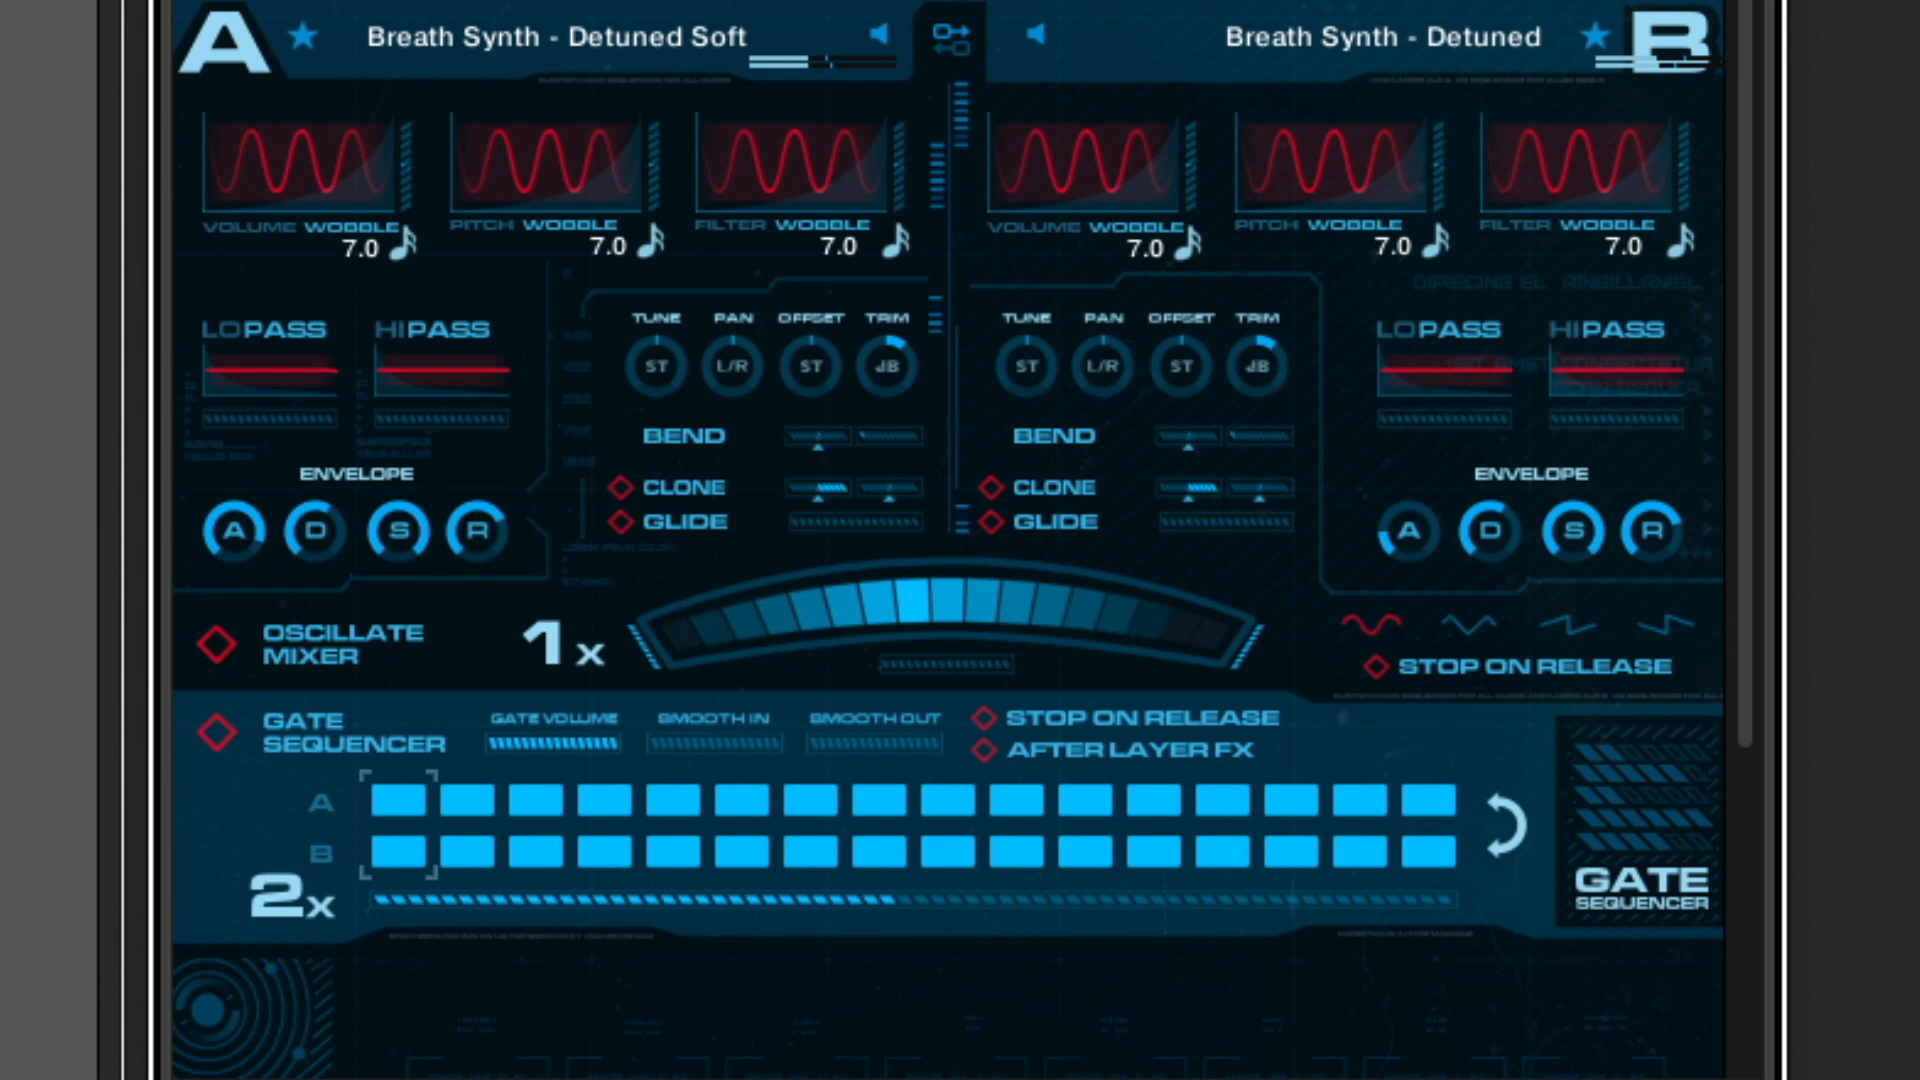 A
Breath Synth - Detuned Soft
Breath Synth - Detuned
B
VOLUME WOBBLE
7.0
PITCH WOBBLE
7.0
FILTER WOBBLE
7.0
VOLUME WOBBLE
7.0
PITCH WOBBLE
7.0
FILTER WOBBLE
7.0
LOPASS
HIPASS
TUNE PAN OFFSET TRIM
ST L/R ST dB
BEND
CLONE
GLIDE
TUNE PAN OFFSET TRIM
ST L/R ST dB
BEND
CLONE
GLIDE
LOPASS
HIPASS
ENVELOPE
A D S R
ENVELOPE
A D S R
OSCILLATE
MIXER
1x
STOP ON RELEASE
GATE
SEQUENCER
GATE VOLUME
SMOOTH IN
SMOOTH OUT
STOP ON RELEASE
AFTER LAYER FX
A
B
2x
GATE
SEQUENCER